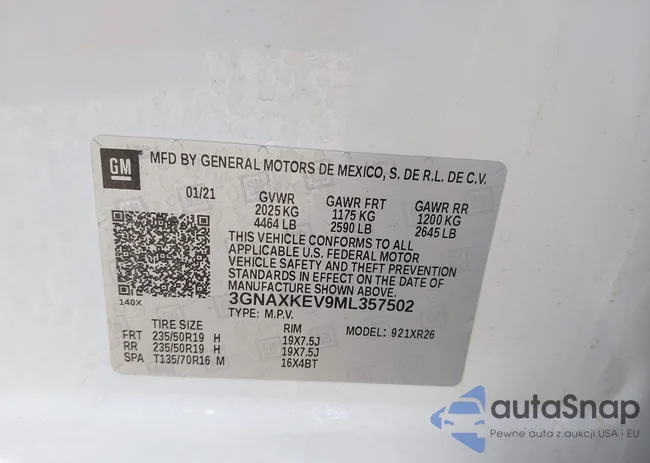 GM
MFD BY GENERAL MOTORS DE MEXICO, S. DE R.L. DE C.V.
01/21 GVWR GAWR FRT GAWR RR
2025 KG 1175 KG 1200 KG
4464 LB 2590 LB 2645 LB
THIS VEHICLE CONFORMS TO ALL
APPLICABLE U.S. FEDERAL MOTOR
VEHICLE SAFETY AND THEFT PREVENTION
STANDARDS IN EFFECT ON THE DATE OF
MANUFACTURE SHOWN ABOVE.
140X
3GNAXKEV9ML357502
TYPE: M.P.V. MODEL: 921XR26
TIRE SIZE RIM
FRT 235/50R19 H 19X7.5J
RR 235/50R19 H 19X7.5J
SPA T135/70R16 M 16X4BT
autaSnap
Pewne auta z aukcji USA i EU